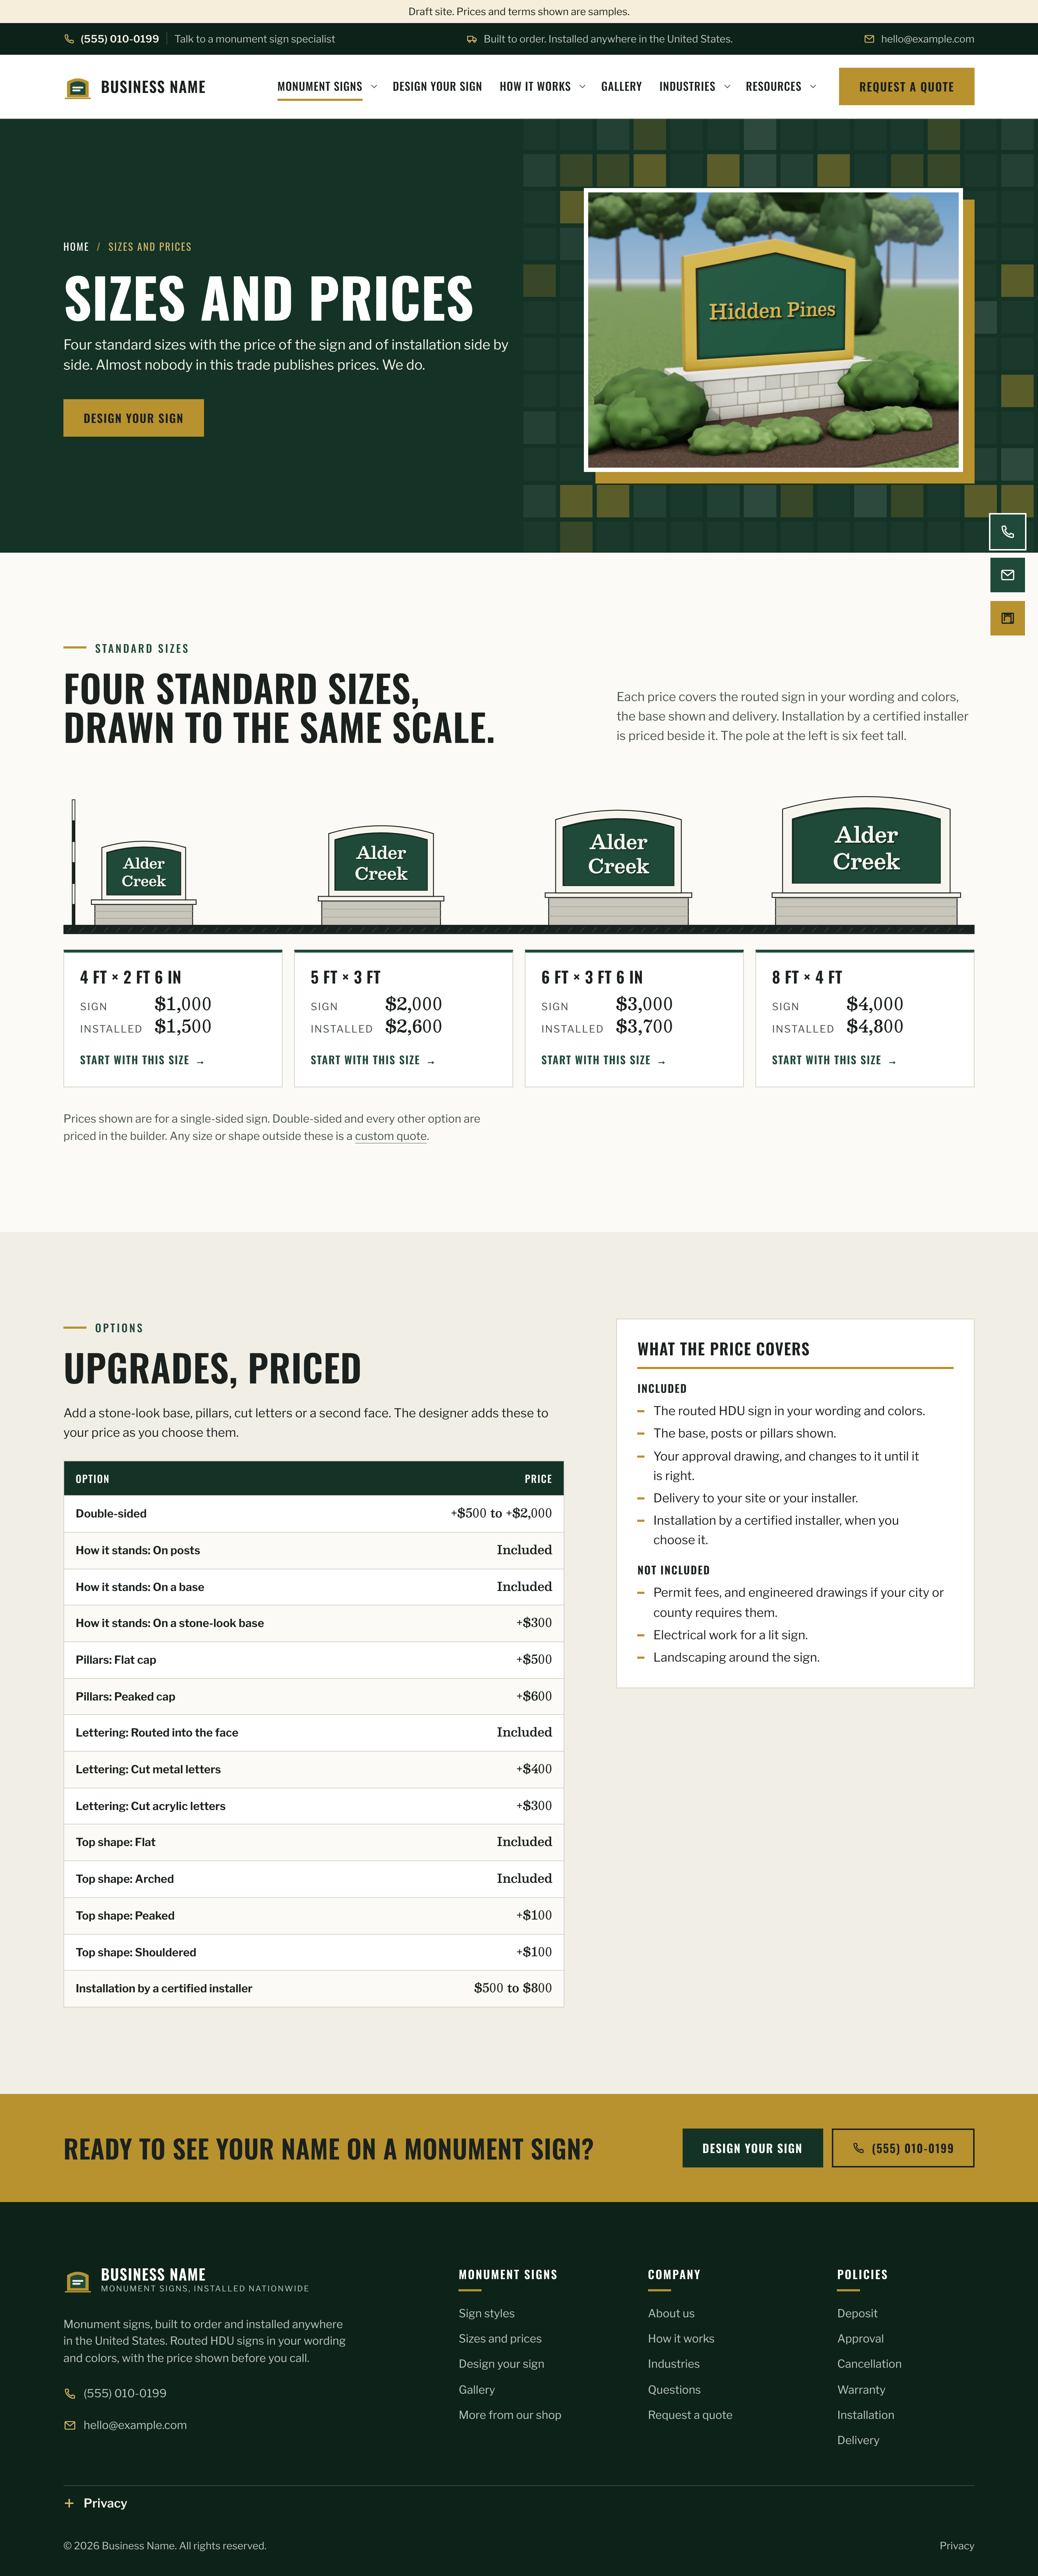 Draft site. Prices and terms shown are samples.
(555) 010-0199 Talk to a monument sign specialist Built to order. Installed anywhere in the United States. hello@example.com
BUSINESS NAME MONUMENT SIGNS DESIGN YOUR SIGN HOW IT WORKS GALLERY INDUSTRIES RESOURCES REQUEST A QUOTE
HOME / SIZES AND PRICES
SIZES AND PRICES
Four standard sizes with the price of the sign and of installation side by
side. Almost nobody in this trade publishes prices. We do.
DESIGN YOUR SIGN
Hidden Pines
STANDARD SIZES
FOUR STANDARD SIZES,
DRAWN TO THE SAME SCALE.
Each price covers the routed sign in your wording and colors,
the base shown and delivery. Installation by a certified installer
is priced beside it. The pole at the left is six feet tall.
Alder
Creek
Alder
Creek
Alder
Creek
Alder
Creek
4 FT × 2 FT 6 IN
SIGN $1,000
INSTALLED $1,500
START WITH THIS SIZE →
5 FT × 3 FT
SIGN $2,000
INSTALLED $2,600
START WITH THIS SIZE →
6 FT × 3 FT 6 IN
SIGN $3,000
INSTALLED $3,700
START WITH THIS SIZE →
8 FT × 4 FT
SIGN $4,000
INSTALLED $4,800
START WITH THIS SIZE →
Prices shown are for a single-sided sign. Double-sided and every other option are
priced in the builder. Any size or shape outside these is a custom quote.
OPTIONS
UPGRADES, PRICED
Add a stone-look base, pillars, cut letters or a second face. The designer adds these to
your price as you choose them.
OPTION PRICE
Double-sided +$500 to +$2,000
How it stands: On posts Included
How it stands: On a base Included
How it stands: On a stone-look base +$300
Pillars: Flat cap +$500
Pillars: Peaked cap +$600
Lettering: Routed into the face Included
Lettering: Cut metal letters +$400
Lettering: Cut acrylic letters +$300
Top shape: Flat Included
Top shape: Arched Included
Top shape: Peaked +$100
Top shape: Shouldered +$100
Installation by a certified installer $500 to $800
WHAT THE PRICE COVERS
INCLUDED
The routed HDU sign in your wording and colors.
The base, posts or pillars shown.
Your approval drawing, and changes to it until it
is right.
Delivery to your site or your installer.
Installation by a certified installer, when you
choose it.
NOT INCLUDED
Permit fees, and engineered drawings if your city or
county requires them.
Electrical work for a lit sign.
Landscaping around the sign.
READY TO SEE YOUR NAME ON A MONUMENT SIGN?
DESIGN YOUR SIGN
(555) 010-0199
BUSINESS NAME
MONUMENT SIGNS, INSTALLED NATIONWIDE
Monument signs, built to order and installed anywhere
in the United States. Routed HDU signs in your wording
and colors, with the price shown before you call.
(555) 010-0199
hello@example.com
MONUMENT SIGNS
Sign styles
Sizes and prices
Design your sign
Gallery
More from our shop
COMPANY
About us
How it works
Industries
Questions
Request a quote
POLICIES
Deposit
Approval
Cancellation
Warranty
Installation
Delivery
+ Privacy
© 2026 Business Name. All rights reserved. Privacy